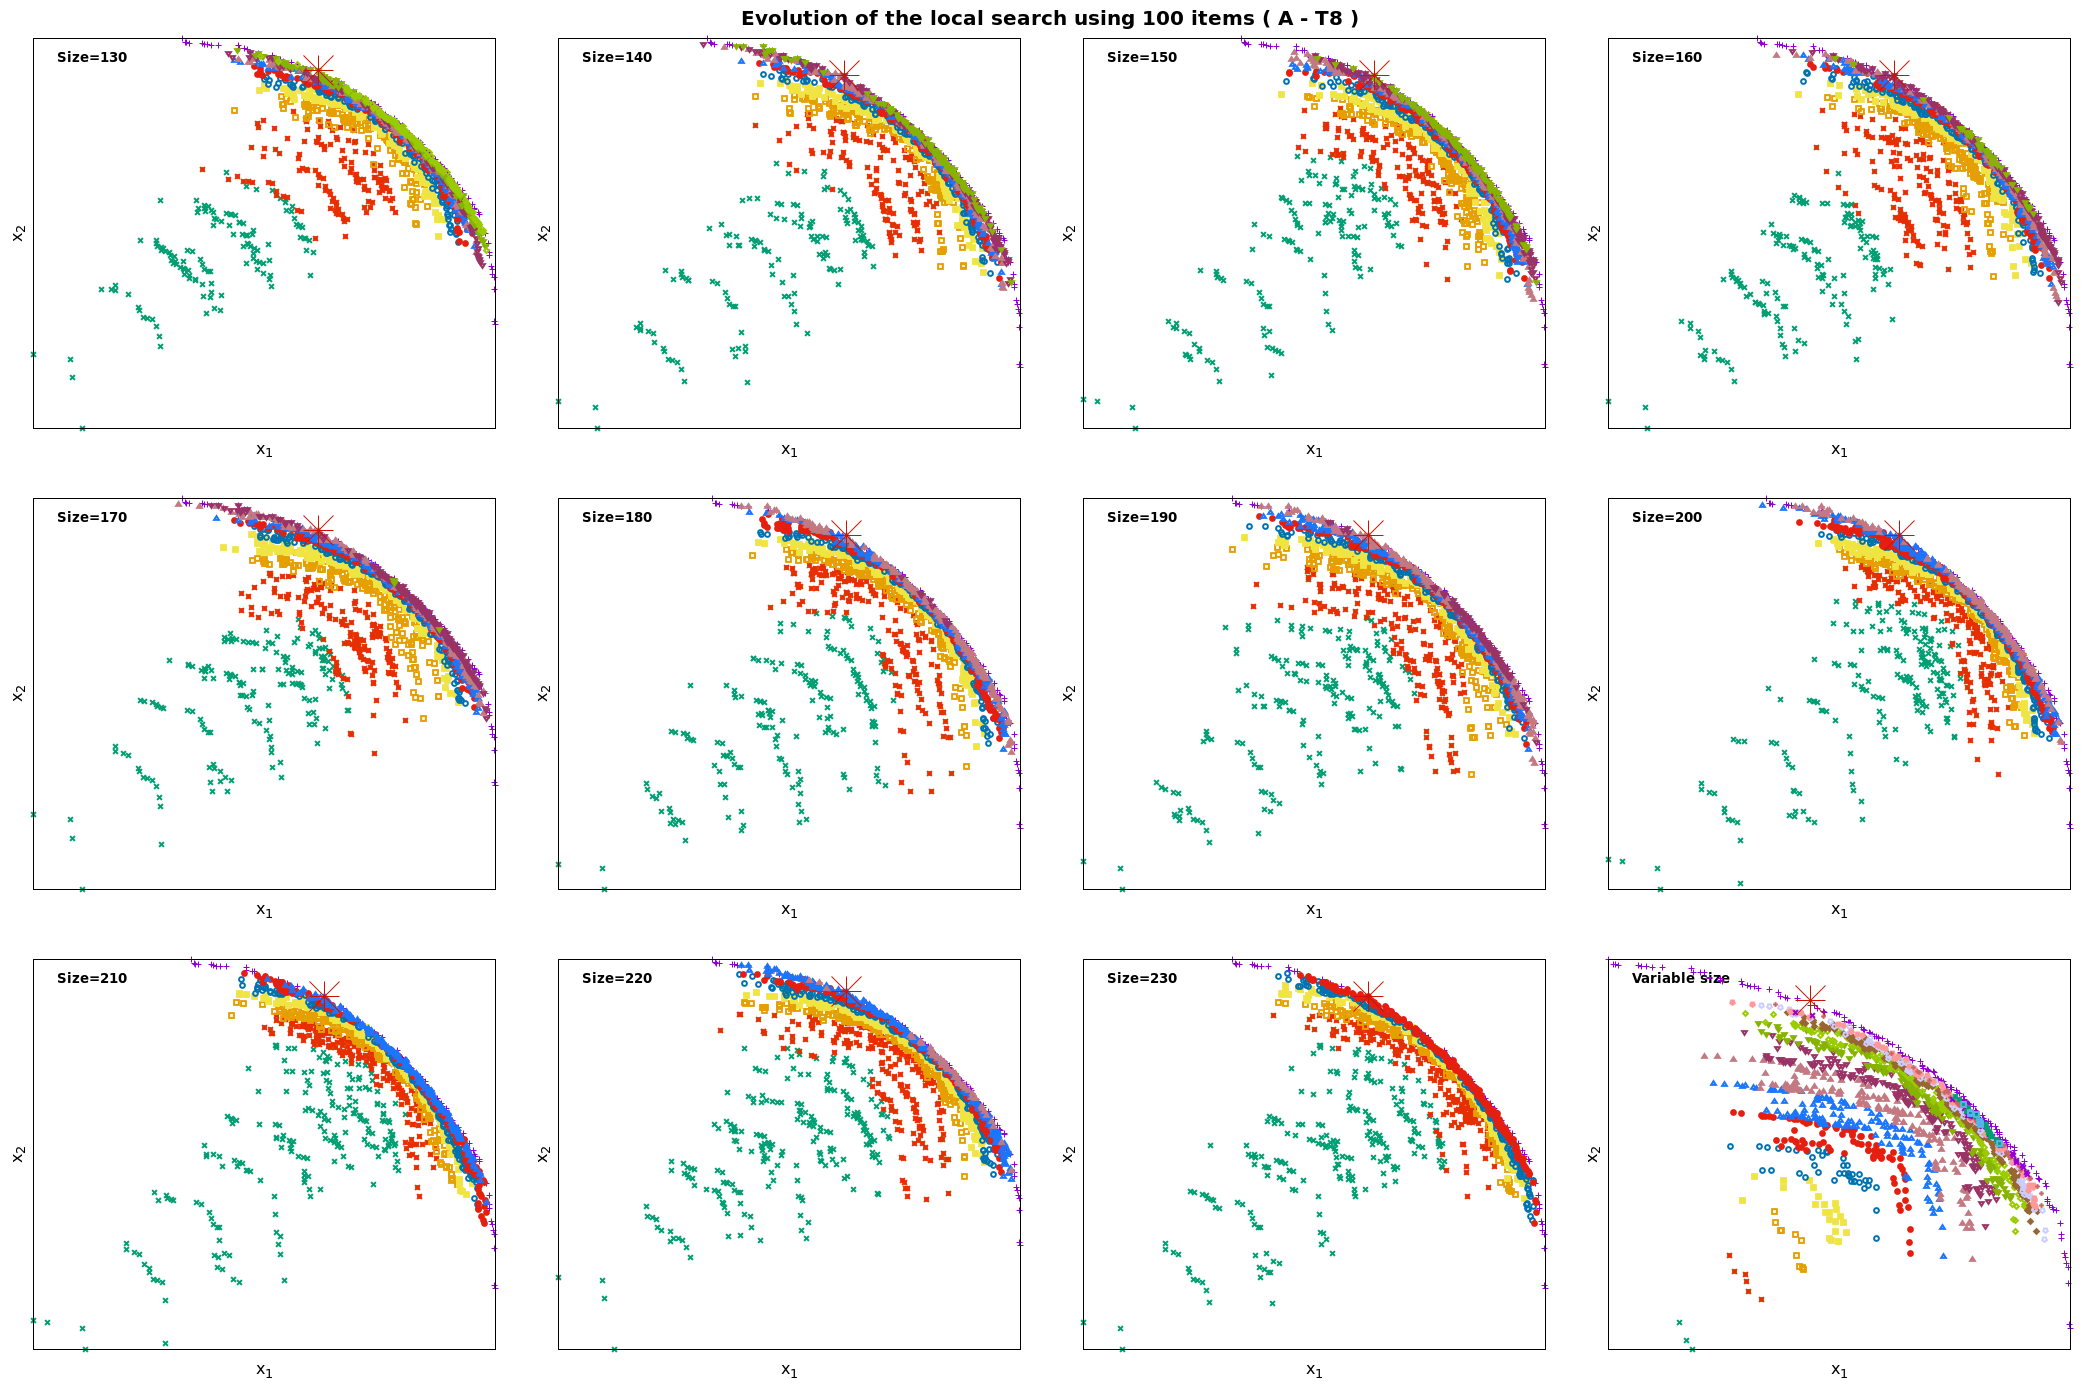 Evolution of the local search using 100 items ( A - T8 )
Size=130
Size=140
Size=150
Size=160
x2
x2
x2
x2
x1
x1
x1
x1
Size=170
Size=180
Size=190
Size=200
x2
x2
x2
x2
x1
x1
x1
x1
Size=210
Size=220
Size=230
Variable size
x2
x2
x2
x2
x1
x1
x1
x1